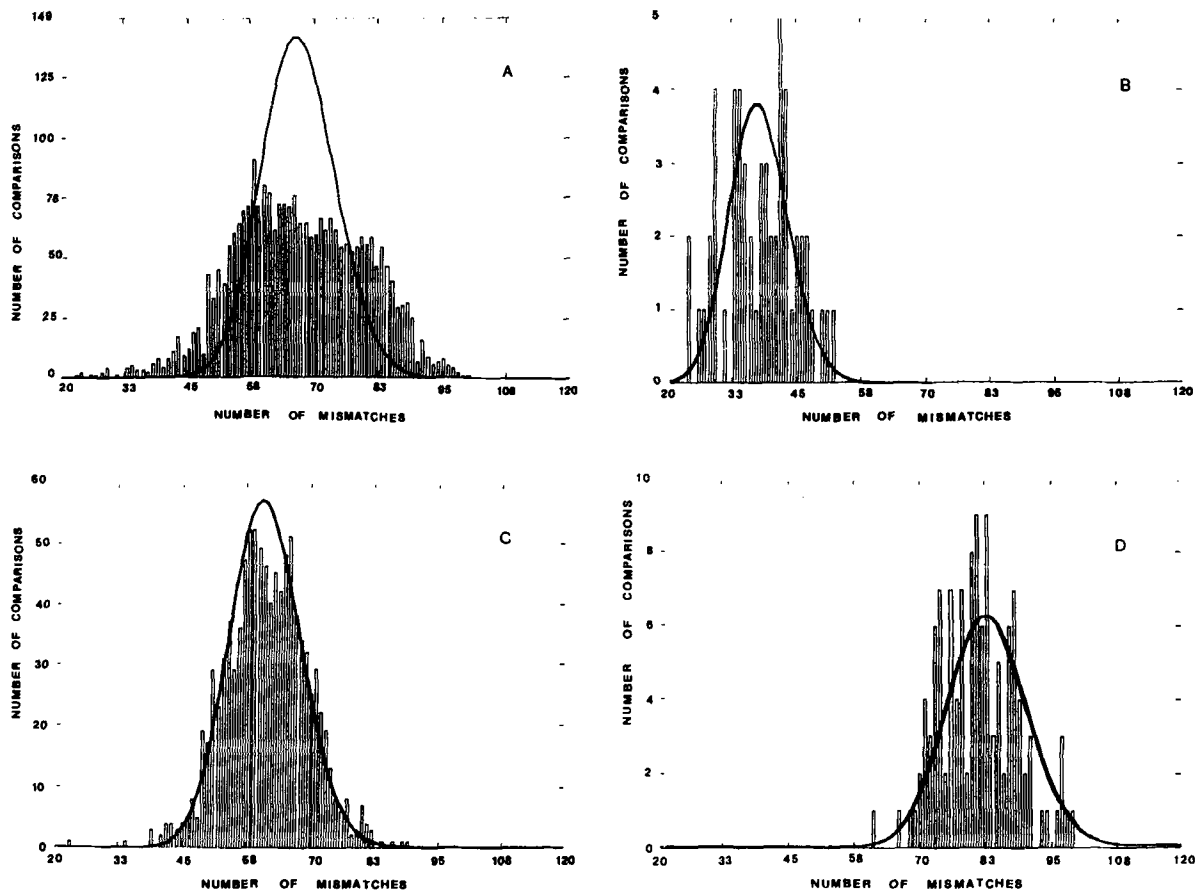 149
125
100
78
50
25
0
NUMBER OF COMPARISONS
A
20 33 45 58 70 83 95 108 120
NUMBER OF MISMATCHES
5
4
3
2
1
0
NUMBER OF COMPARISONS
B
20 33 45 58 70 83 95 108 120
NUMBER OF MISMATCHES
60
50
40
30
20
10
0
NUMBER OF COMPARISONS
C
20 33 45 58 70 83 95 108 120
NUMBER OF MISMATCHES
10
8
6
4
2
0
NUMBER OF COMPARISONS
D
20 33 45 58 70 83 95 108 120
NUMBER OF MISMATCHES